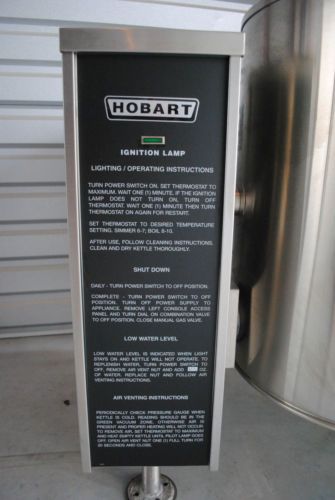 HOBART
IGNITION LAMP
LIGHTING / OPERATING INSTRUCTIONS
TURN POWER SWITCH ON. SET THERMOSTAT TO
MAXIMUM. WAIT ONE (1) MINUTE. IF THE IGNITION
LAMP DOES NOT TURN ON, TURN OFF
THERMOSTAT. WAIT ONE (1) MINUTE THEN TURN
THERMOSTAT ON AGAIN FOR RESTART.
SET THERMOSTAT TO DESIRED TEMPERATURE
SETTING. SIMMER 6-7; BOIL 8-10.
AFTER USE, FOLLOW CLEANING INSTRUCTIONS.
CLEAN AND DRY KETTLE THOROUGHLY.
SHUT DOWN
DAILY - TURN POWER SWITCH TO OFF POSITION.
COMPLETE - TURN POWER SWITCH TO OFF
POSITION. TURN OFF POWER SUPPLY TO
APPLIANCE. REMOVE LEFT CONSOLE ACCESS
PANEL AND TURN DIAL ON COMBINATION VALVE
TO OFF POSITION. CLOSE MANUAL GAS VALVE.
LOW WATER LEVEL
LOW WATER LEVEL IS INDICATED WHEN LIGHT
STAYS ON AND KETTLE WILL NOT OPERATE. TO
REPLENISH WATER, TURN POWER SWITCH TO
OFF, REMOVE AIR VENT NUT AND ADD OZ.
OF WATER. REPLACE NUT AND FOLLOW AIR
VENTING INSTRUCTIONS.
AIR VENTING INSTRUCTIONS
PERIODICALLY CHECK PRESSURE GAUGE WHEN
KETTLE IS COLD. READING SHOULD BE IN THE
GREEN VACUUM ZONE, OTHERWISE AIR IS
PRESENT AND PROPER HEATING WILL NOT OCCUR.
TO REMOVE AIR, SET THERMOSTAT TO MAXIMUM
AND HEAT EMPTY KETTLE UNTIL PILOT LAMP GOES
OFF. OPEN AIR VENT NUT ONE (1) FULL TURN FOR
SECONDS AND CLOSE.